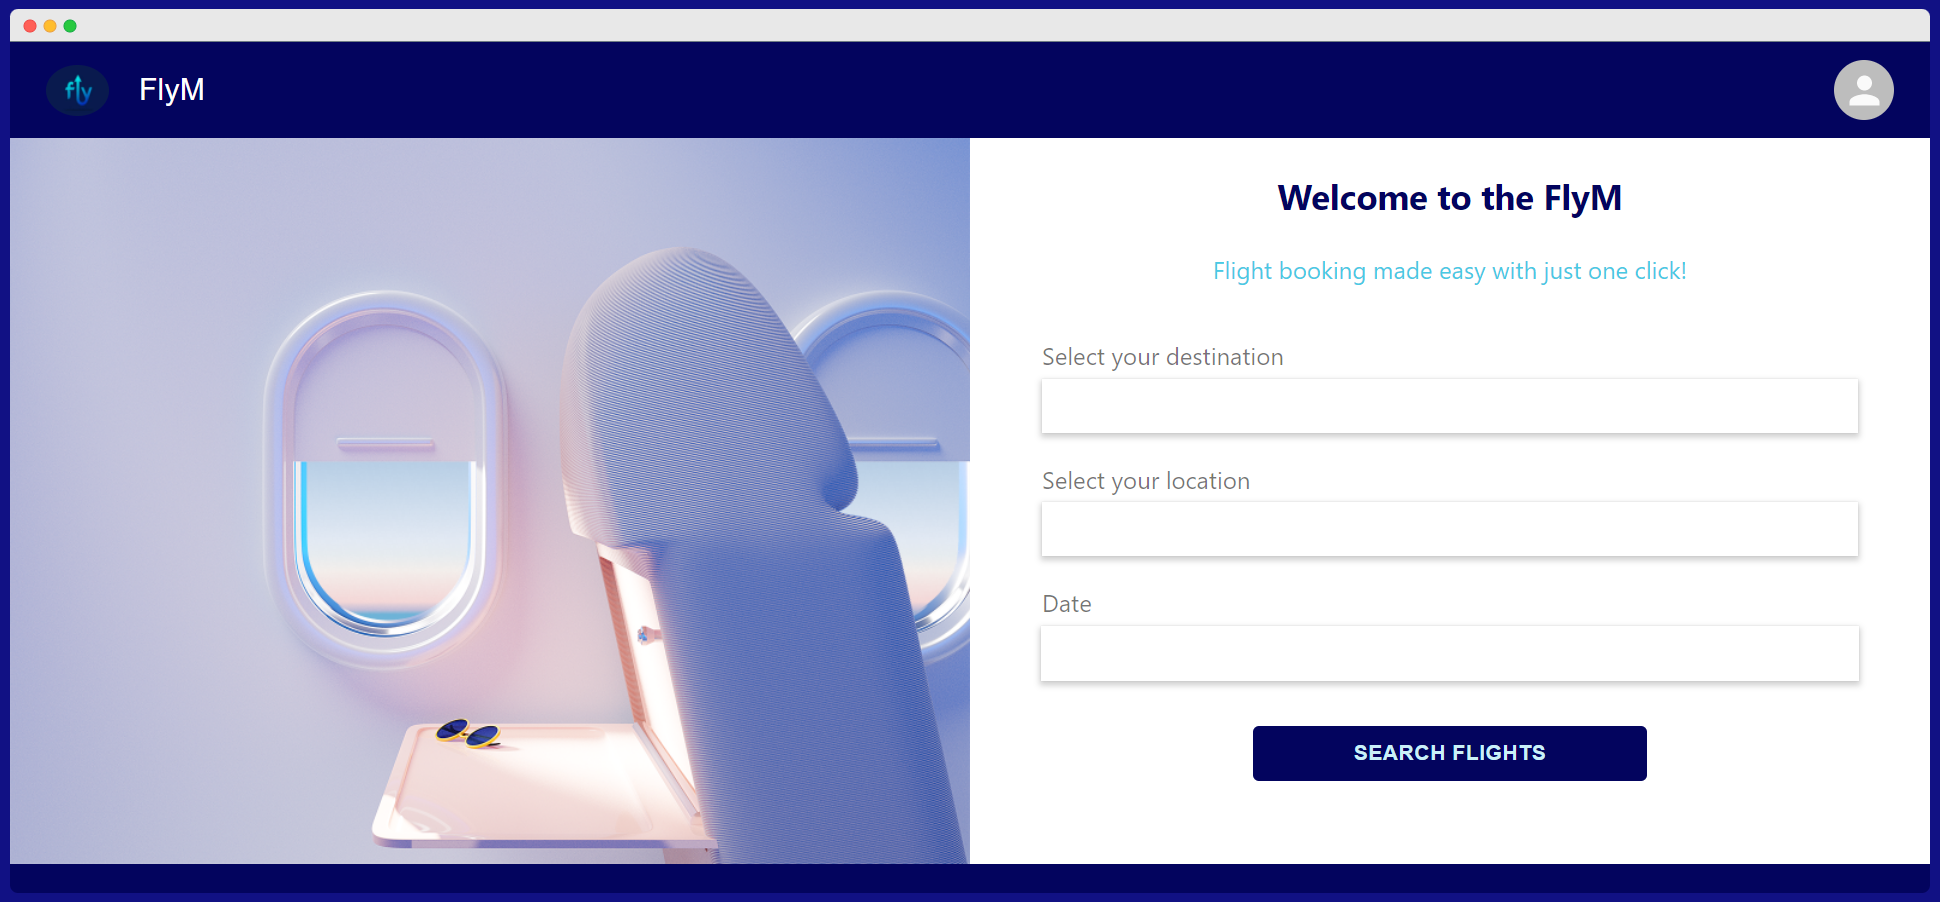 fly
FlyM
Welcome to the FlyM
Flight booking made easy with just one click!
Select your destination
Select your location
Date
SEARCH FLIGHTS